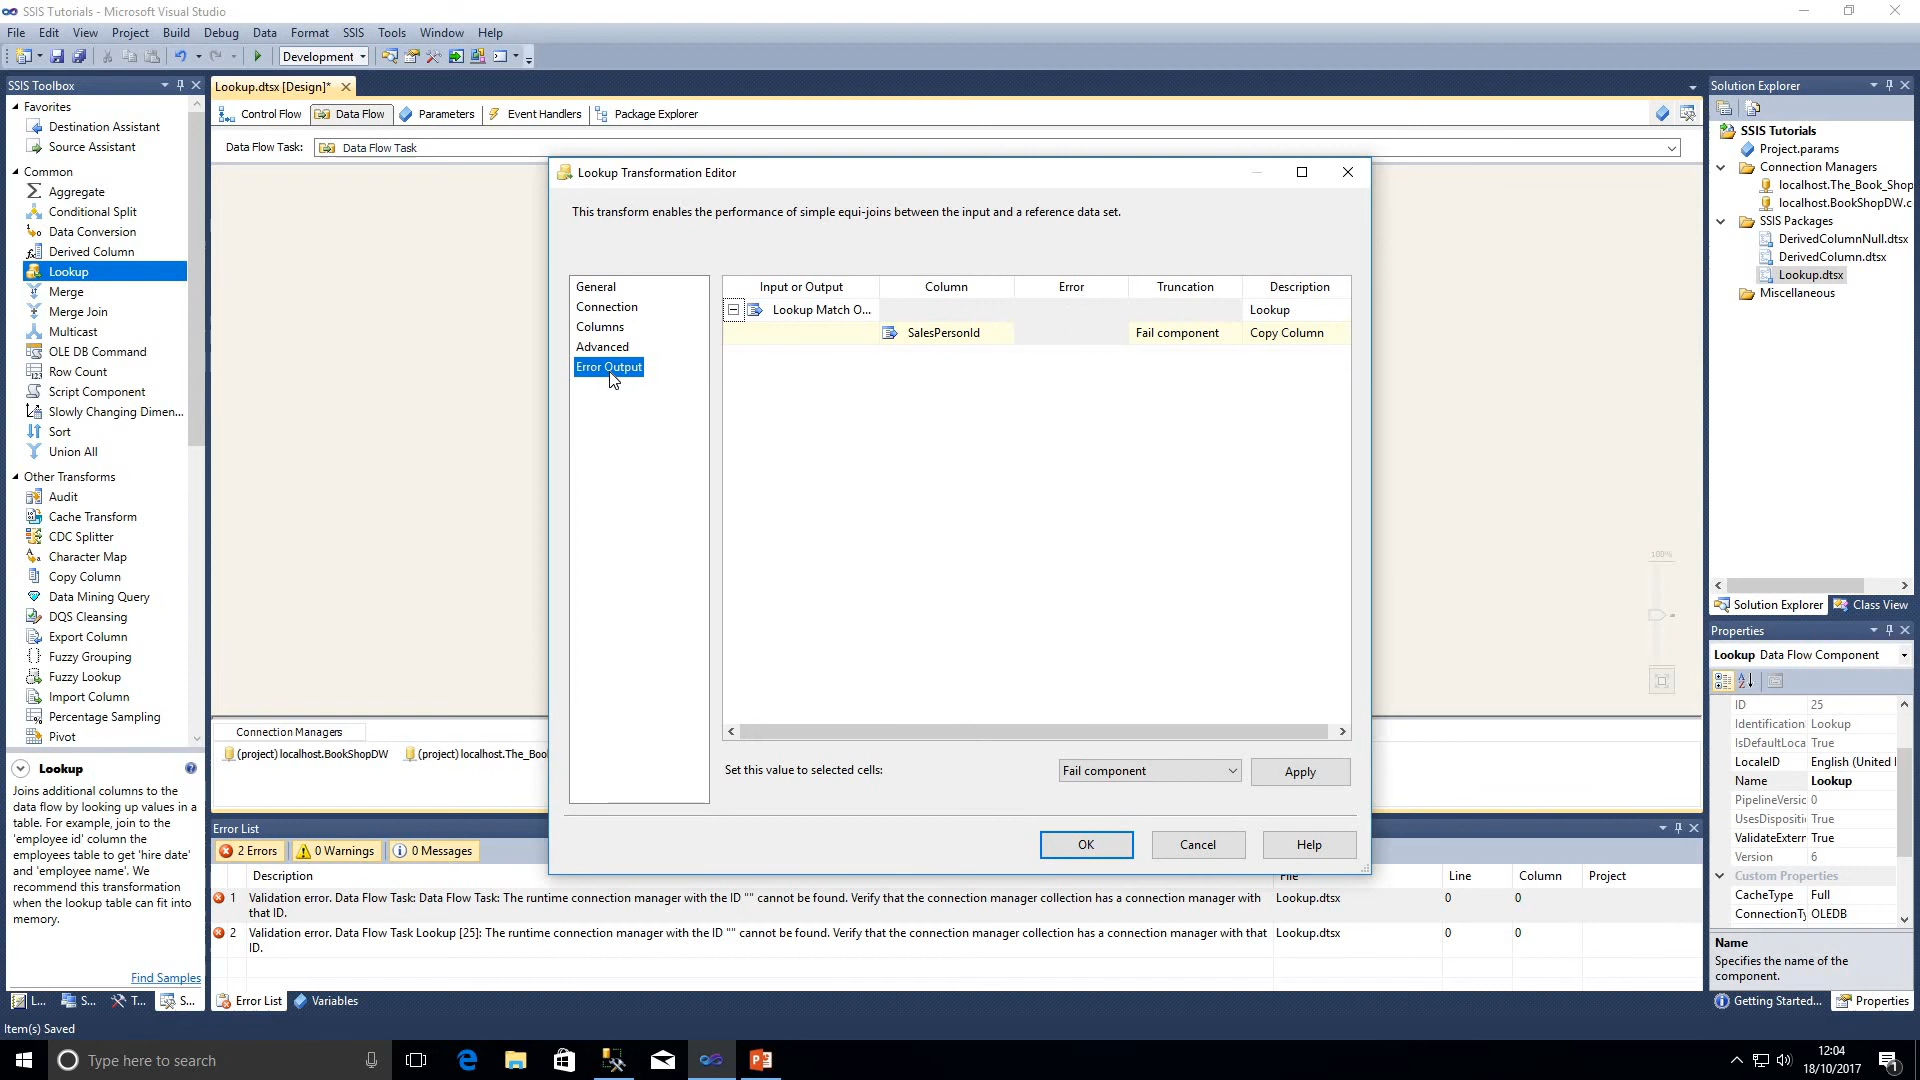 SSIS Tutorials - Microsoft Visual Studio
File Edit View Project Build Debug Data Format SSIS Tools Window Help
Development
SSIS Toolbox
Favorites
Destination Assistant
Source Assistant
Common
Aggregate
Conditional Split
Data Conversion
Derived Column
Lookup
Merge
Merge Join
Multicast
OLE DB Command
Row Count
Script Component
Slowly Changing Dimen...
Sort
Union All
Other Transforms
Audit
Cache Transform
CDC Splitter
Character Map
Copy Column
Data Mining Query
DQS Cleansing
Export Column
Fuzzy Grouping
Fuzzy Lookup
Import Column
Percentage Sampling
Pivot
Lookup
Joins additional columns to the
data flow by looking up values in a
table. For example, join to the
'employee id' column the
employees table to get 'hire date'
and 'employee name'. We
recommend this transformation
when the lookup table can fit into
memory.
Find Samples
L... S... T... S...
Lookup.dtsx [Design]*
Control Flow Data Flow Parameters Event Handlers Package Explorer
Data Flow Task: Data Flow Task
Lookup Transformation Editor
This transform enables the performance of simple equi-joins between the input and a reference data set.
General
Connection
Columns
Advanced
Error Output
Input or Output Column Error Truncation Description
Lookup Match O... Lookup
SalesPersonId Fail component Copy Column
Set this value to selected cells: Fail component Apply
OK Cancel Help
100%
Connection Managers
(project) localhost.BookShopDW (project) localhost.The_Boo
Error List
2 Errors 0 Warnings 0 Messages
Description File Line Column Project
1 Validation error. Data Flow Task: Data Flow Task: The runtime connection manager with the ID "" cannot be found. Verify that the connection manager collection has a connection manager with Lookup.dtsx 0 0
that ID.
2 Validation error. Data Flow Task Lookup [25]: The runtime connection manager with the ID "" cannot be found. Verify that the connection manager collection has a connection manager with that Lookup.dtsx 0 0
ID.
Error List Variables
Solution Explorer
SSIS Tutorials
Project.params
Connection Managers
localhost.The_Book_Shop
localhost.BookShopDW.c
SSIS Packages
DerivedColumnNull.dtsx
DerivedColumn.dtsx
Lookup.dtsx
Miscellaneous
Solution Explorer Class View
Properties
Lookup Data Flow Component
ID 25
Identification Lookup
IsDefaultLoca True
LocaleID English (United
Name Lookup
PipelineVersic 0
UsesDispositic True
ValidateExtern True
Version 6
Custom Properties
CacheType Full
ConnectionTy OLEDB
Name
Specifies the name of the
component.
Getting Started... Properties
Item(s) Saved
Type here to search
12:04
18/10/2017
1